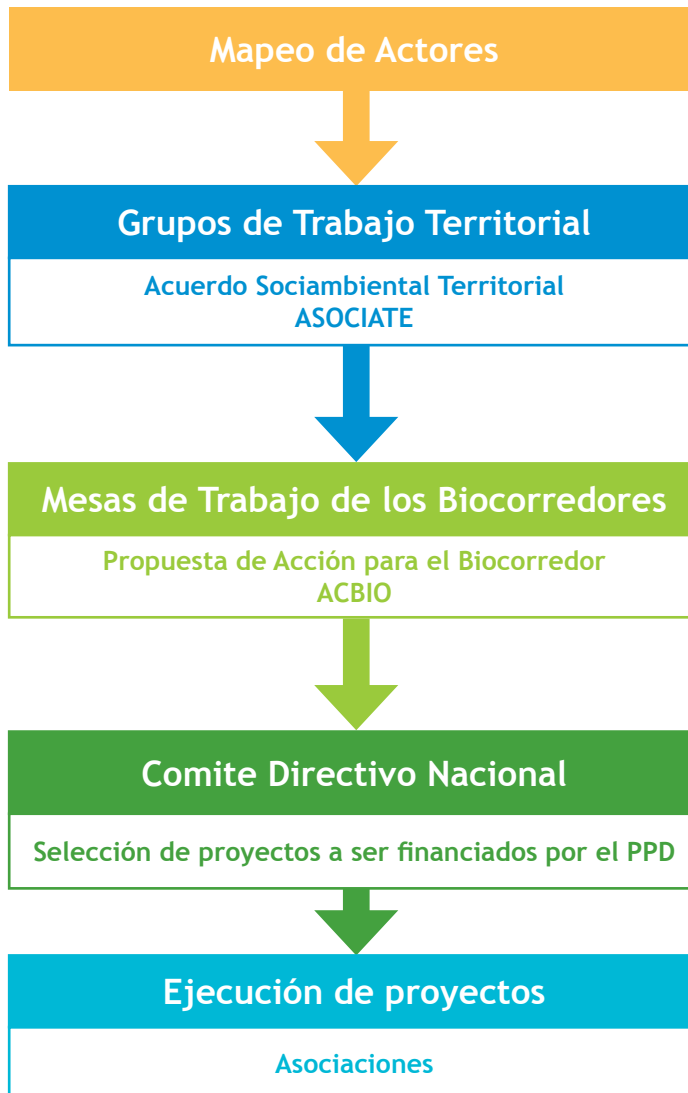 Mapeo de Actores
Grupos de Trabajo Territorial
Acuerdo Sociambiental Territorial
ASOCIATE
Mesas de Trabajo de los Biocorredores
Propuesta de Acción para el Biocorredor
ACBIO
Comite Directivo Nacional
Selección de proyectos a ser financiados por el PPD
Ejecución de proyectos
Asociaciones